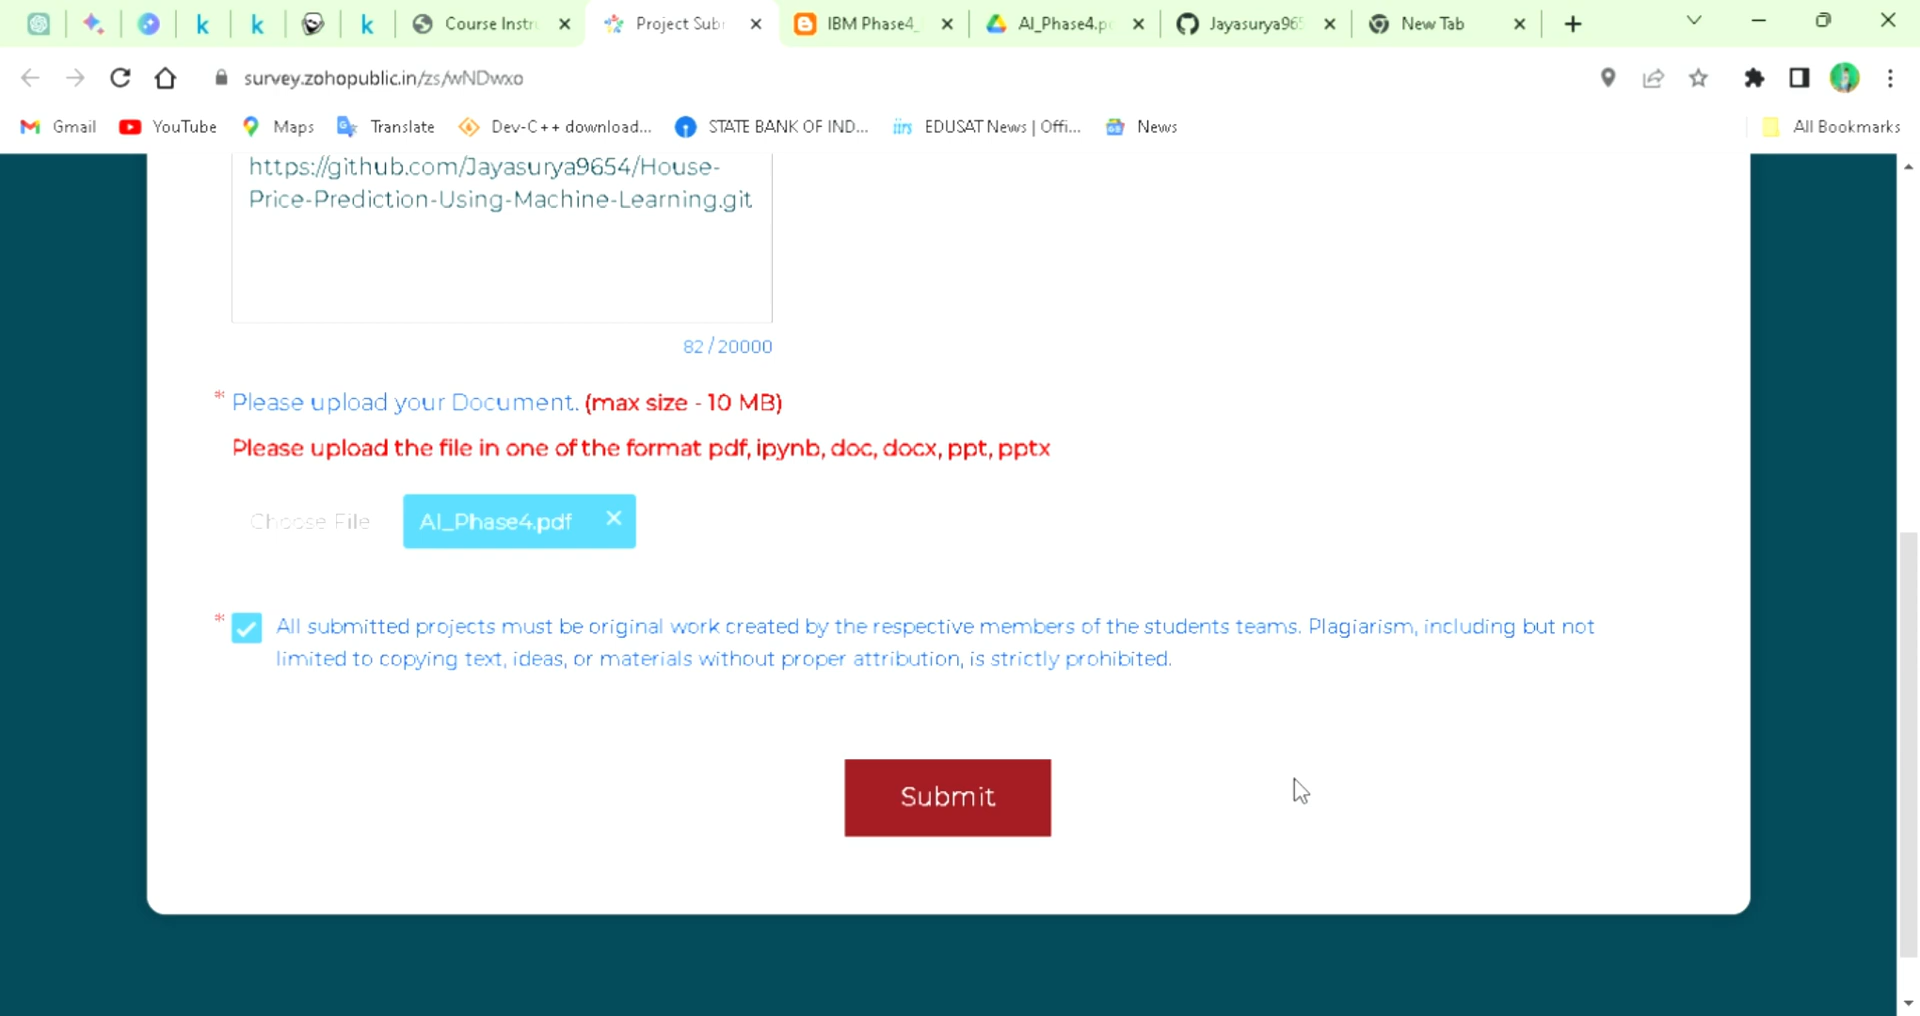 Course Instr
Project Subr
IBM Phase4_
AI_Phase4.p
Jayasurya965
New Tab
survey.zohopublic.in/zs/wNDwxo
Gmail
YouTube
Maps
Translate
Dev-C++ download...
STATE BANK OF IND...
EDUSAT News | Offi...
News
All Bookmarks
https://github.com/Jayasurya9654/House-
Price-Prediction-Using-Machine-Learning.git
82 / 20000
* Please upload your Document. (max size - 10 MB)
Please upload the file in one of the format pdf, ipynb, doc, docx, ppt, pptx
Choose File
AI_Phase4.pdf
* All submitted projects must be original work created by the respective members of the students teams. Plagiarism, including but not
limited to copying text, ideas, or materials without proper attribution, is strictly prohibited.
Submit